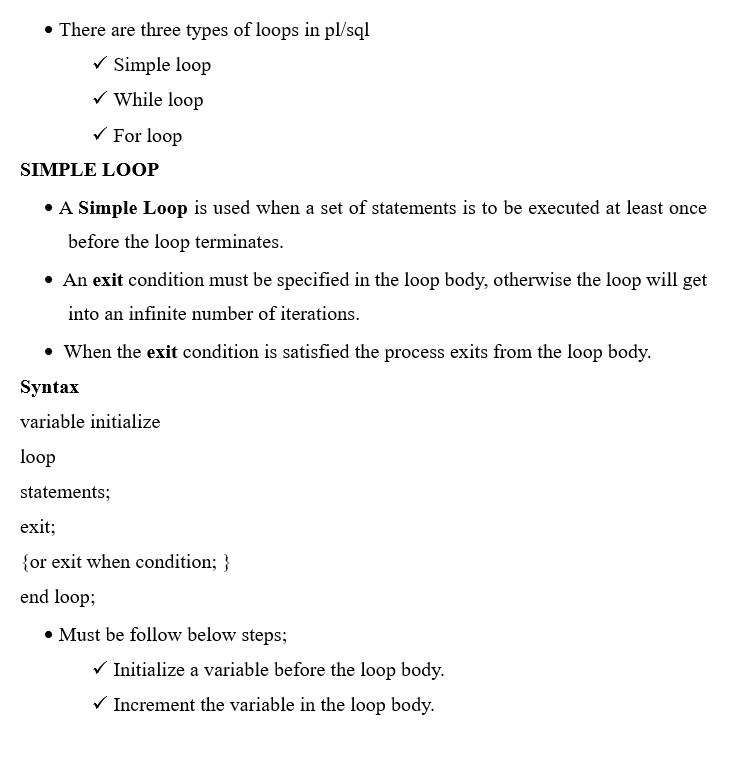 • There are three types of loops in pl/sql
✓ Simple loop
✓ While loop
✓ For loop
SIMPLE LOOP
• A Simple Loop is used when a set of statements is to be executed at least once
before the loop terminates.
• An exit condition must be specified in the loop body, otherwise the loop will get
into an infinite number of iterations.
• When the exit condition is satisfied the process exits from the loop body.
Syntax
variable initialize
loop
statements;
exit;
{or exit when condition; }
end loop;
• Must be follow below steps;
✓ Initialize a variable before the loop body.
✓ Increment the variable in the loop body.